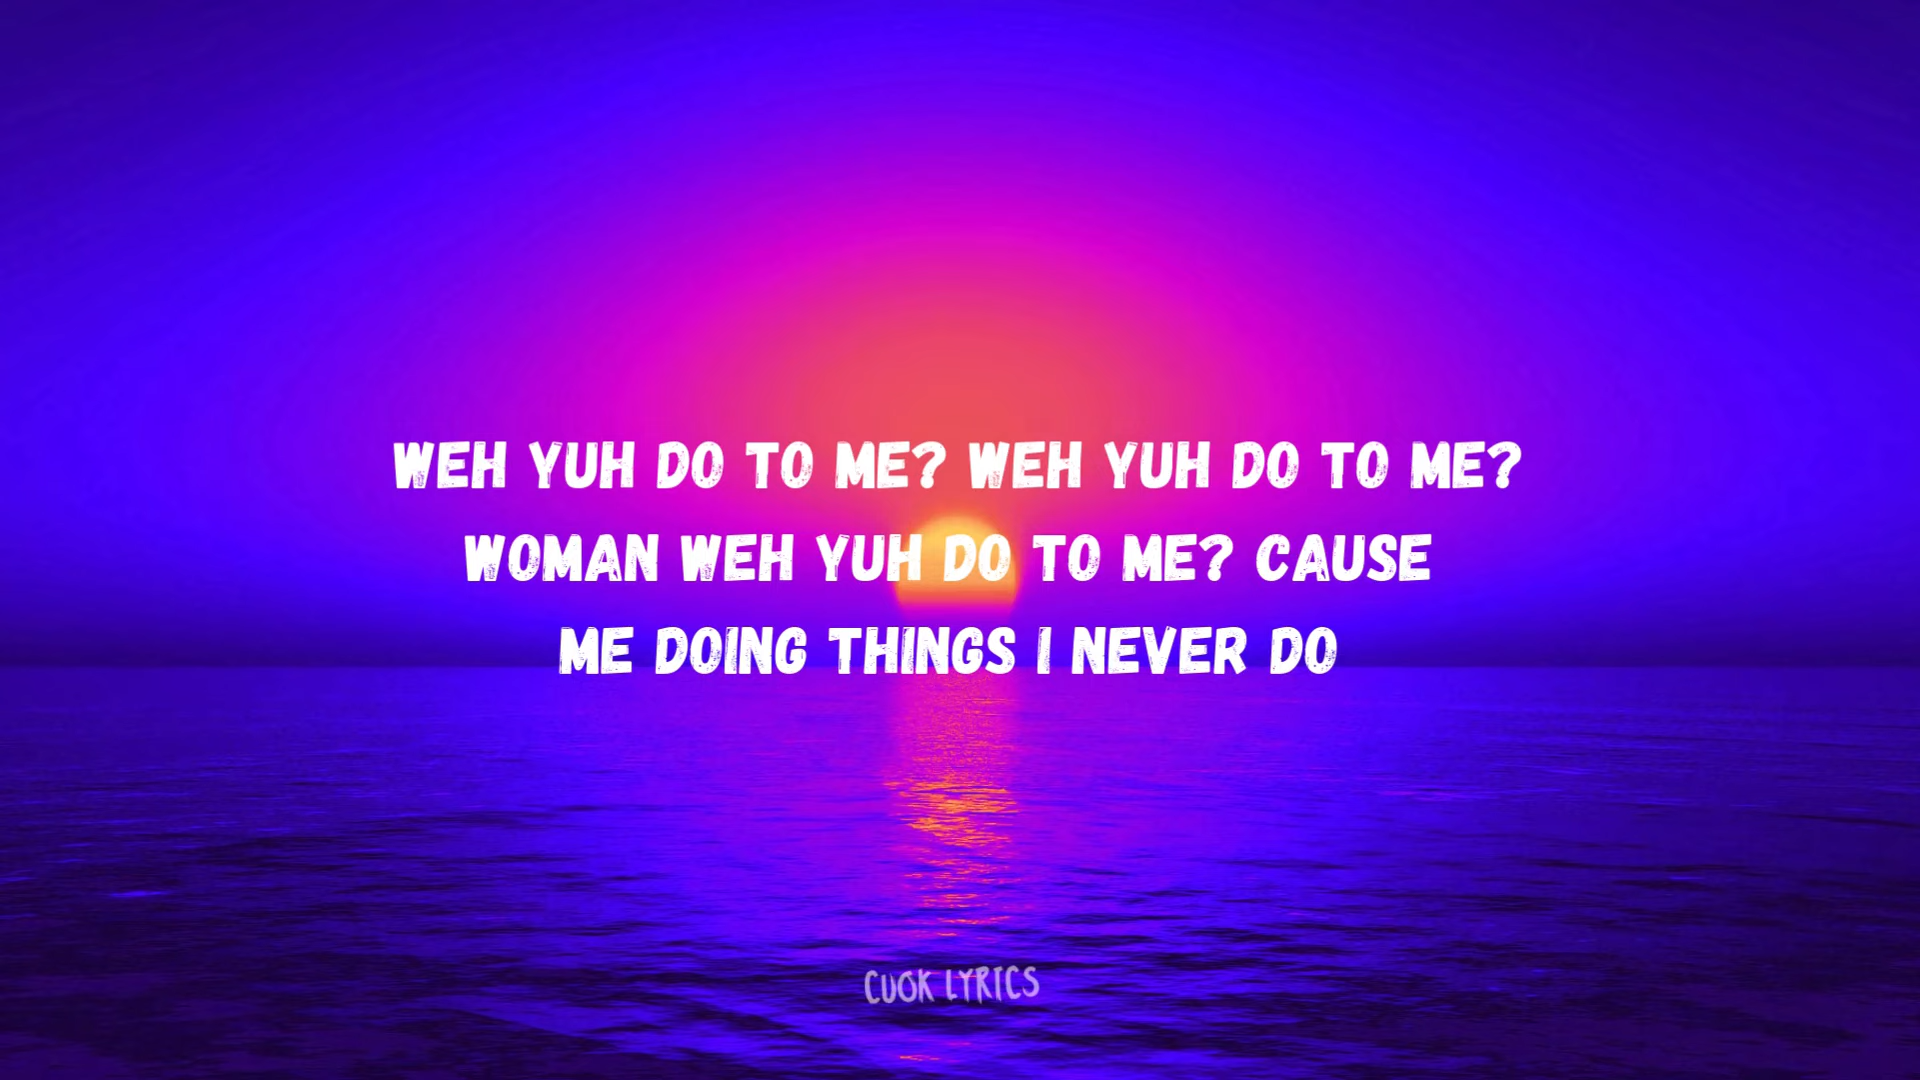 WEH YUH DO TO ME? WEH YUH DO TO ME?
WOMAN WEH YUH DO TO ME? CAUSE
ME DOING THINGS I NEVER DO
CUOK LYRICS